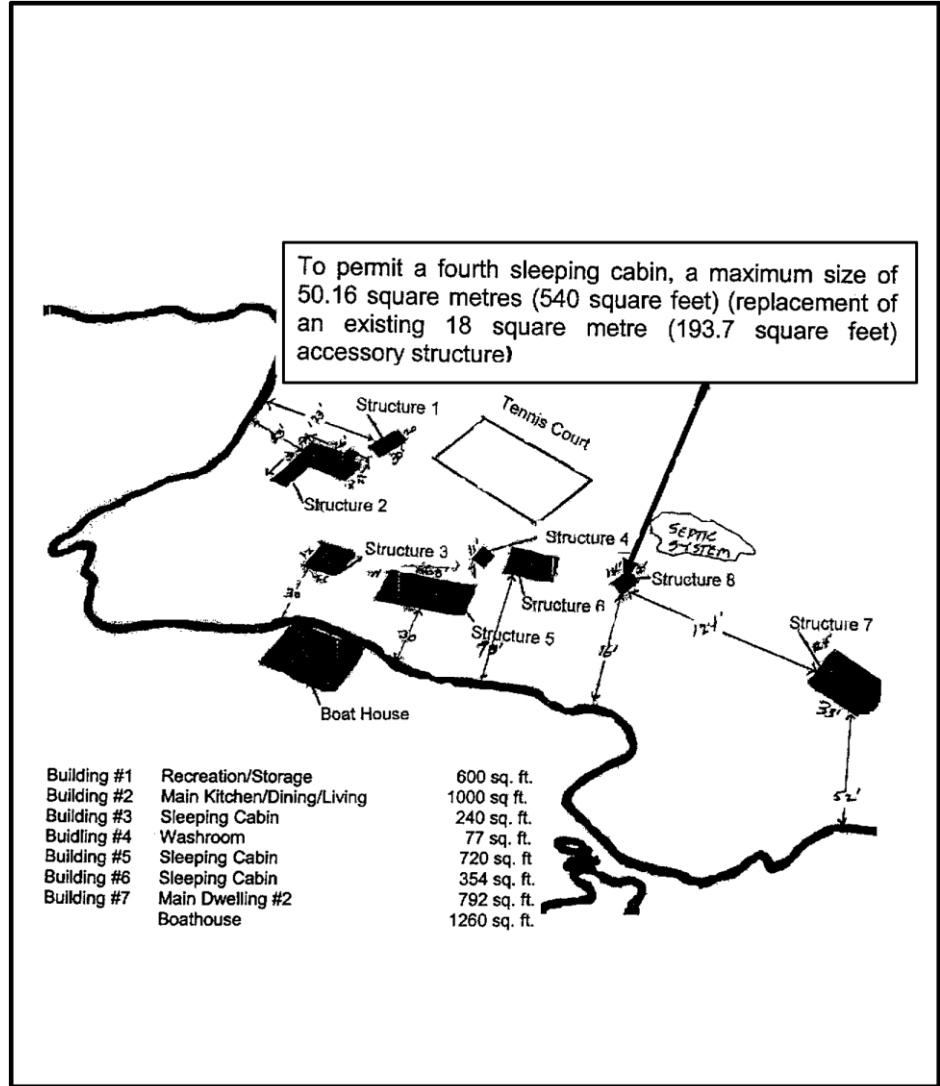 To permit a fourth sleeping cabin, a maximum size of
50.16 square metres (540 square feet) (replacement of
an existing 18 square metre (193.7 square feet)
accessory structure)
Structure 1
Tennis Court
123'
Structure 2
SEPTIC
SYSTEM
Structure 4
Structure 3
Structure 8
Structure 6
30'
Structure 5
30
124'
Structure 7
33'
Boat House
52'
Building #1 Recreation/Storage 600 sq. ft.
Building #2 Main Kitchen/Dining/Living 1000 sq ft.
Building #3 Sleeping Cabin 240 sq. ft.
Buidling #4 Washroom 77 sq. ft.
Building #5 Sleeping Cabin 720 sq. ft
Building #6 Sleeping Cabin 354 sq. ft.
Building #7 Main Dwelling #2 792 sq. ft.
Boathouse 1260 sq. ft.